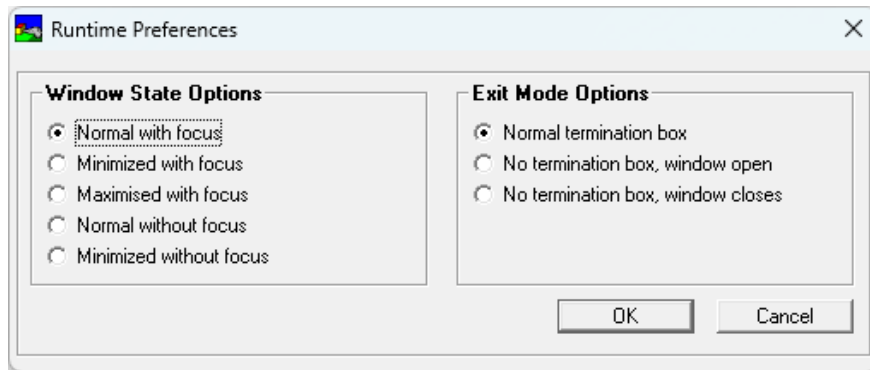 Runtime Preferences
Window State Options
Normal with focus
Minimized with focus
Maximised with focus
Normal without focus
Minimized without focus
Exit Mode Options
Normal termination box
No termination box, window open
No termination box, window closes
OK
Cancel